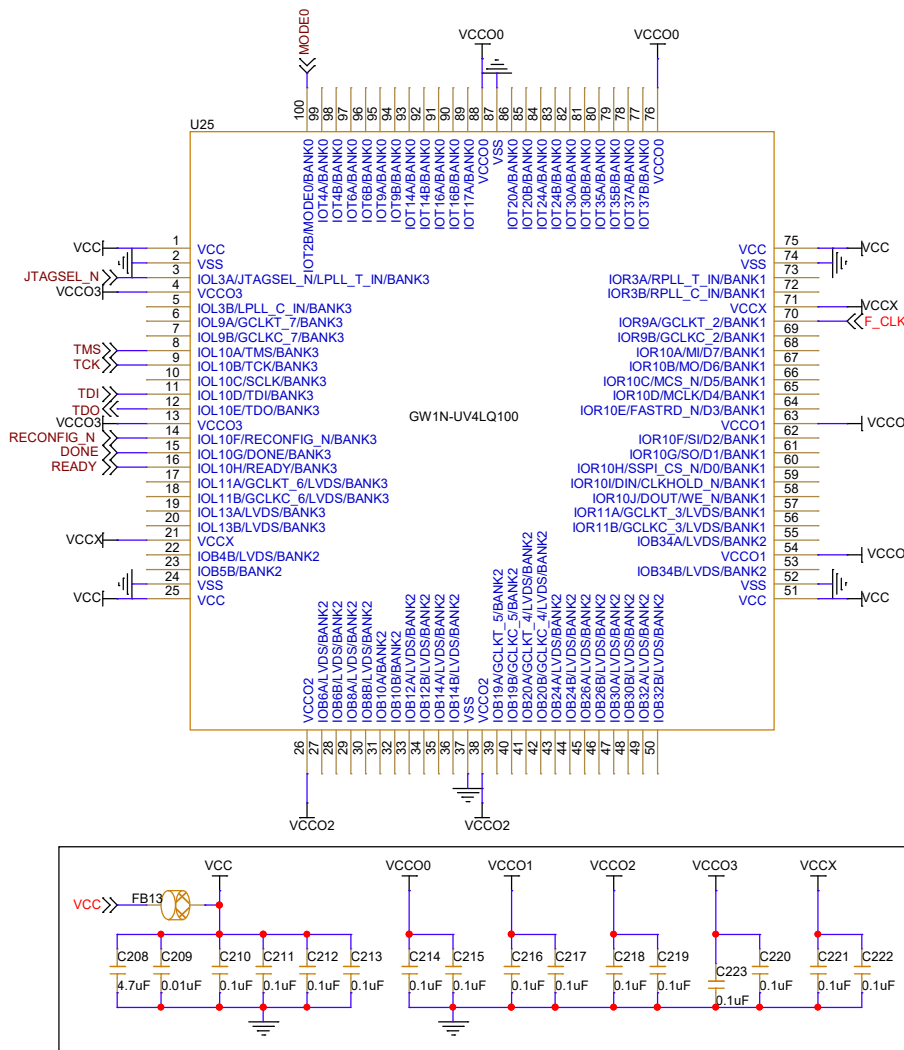 MODE0
VCCO0
VCCO0
100
99
98
97
96
95
94
93
92
91
90
89
88
87
86
85
84
83
82
81
80
79
78
77
76
U25
IOT2B/MODE0/BANK0
IOT4A/BANK0
IOT4B/BANK0
IOT6A/BANK0
IOT6B/BANK0
IOT9A/BANK0
IOT9B/BANK0
IOT14A/BANK0
IOT14B/BANK0
IOT16A/BANK0
IOT16B/BANK0
IOT17A/BANK0
VCCO0
VSS
IOT20A/BANK0
IOT20B/BANK0
IOT24A/BANK0
IOT24B/BANK0
IOT30A/BANK0
IOT30B/BANK0
IOT35A/BANK0
IOT35B/BANK0
IOT37A/BANK0
IOT37B/BANK0
VCCO0
VCC 1 VCC
2 VSS
JTAGSEL_N 3 IOL3A/JTAGSEL_N/LPLL_T_IN/BANK3
VCCO3 4 VCCO3
5 IOL3B/LPLL_C_IN/BANK3
6 IOL9A/GCLKT_7/BANK3
7 IOL9B/GCLKC_7/BANK3
TMS 8 IOL10A/TMS/BANK3
TCK 9 IOL10B/TCK/BANK3
10 IOL10C/SCLK/BANK3
TDI 11 IOL10D/TDI/BANK3
TDO 12 IOL10E/TDO/BANK3
VCCO3 13 VCCO3
RECONFIG_N 14 IOL10F/RECONFIG_N/BANK3
DONE 15 IOL10G/DONE/BANK3
READY 16 IOL10H/READY/BANK3
17 IOL11A/GCLKT_6/LVDS/BANK3
18 IOL11B/GCLKC_6/LVDS/BANK3
19 IOL13A/LVDS/BANK3
20 IOL13B/LVDS/BANK3
VCCX 21 VCCX
22 IOB4B/LVDS/BANK2
23 IOB5B/BANK2
24 VSS
VCC 25 VCC
GW1N-UV4LQ100
VCC 75 VCC
VSS 74
IOR3A/RPLL_T_IN/BANK1 73
IOR3B/RPLL_C_IN/BANK1 72
VCCX 71 VCCX
IOR9A/GCLKT_2/BANK1 70 F_CLK
IOR9B/GCLKC_2/BANK1 69
IOR10A/MI/D7/BANK1 68
IOR10B/MO/D6/BANK1 67
IOR10C/MCS_N/D5/BANK1 66
IOR10D/MCLK/D4/BANK1 65
IOR10E/FASTRD_N/D3/BANK1 64
VCCO1 63 VCCO
IOR10F/SI/D2/BANK1 62
IOR10G/SO/D1/BANK1 61
IOR10H/SSPI_CS_N/D0/BANK1 60
IOR10I/DIN/CLKHOLD_N/BANK1 59
IOR10J/DOUT/WE_N/BANK1 58
IOR11A/GCLKT_3/LVDS/BANK1 57
IOR11B/GCLKC_3/LVDS/BANK1 56
IOB34A/LVDS/BANK2 55
VCCO1 54 VCCO
IOB34B/LVDS/BANK2 53
VSS 52
VCC 51 VCC
VCCO2
IOB6A/LVDS/BANK2
IOB6B/LVDS/BANK2
IOB8A/LVDS/BANK2
IOB8B/LVDS/BANK2
IOB10A/BANK2
IOB10B/BANK2
IOB12A/LVDS/BANK2
IOB12B/LVDS/BANK2
IOB14A/LVDS/BANK2
IOB14B/LVDS/BANK2
VSS
VCCO2
IOB19A/GCLKT_5/BANK2
IOB19B/GCLKC_5/BANK2
IOB20A/GCLKT_4/LVDS/BANK2
IOB20B/GCLKC_4/LVDS/BANK2
IOB24A/LVDS/BANK2
IOB24B/LVDS/BANK2
IOB26A/LVDS/BANK2
IOB26B/LVDS/BANK2
IOB30A/LVDS/BANK2
IOB30B/LVDS/BANK2
IOB32A/LVDS/BANK2
IOB32B/LVDS/BANK2
26
27
28
29
30
31
32
33
34
35
36
37
38
39
40
41
42
43
44
45
46
47
48
49
50
VCCO2
VCCO2
VCC VCCO0 VCCO1 VCCO2 VCCO3 VCCX
VCC FB13
C208 C209 C210 C211 C212 C213 C214 C215 C216 C217 C218 C219 C223 C220 C221 C222
4.7uF 0.01uF 0.1uF 0.1uF 0.1uF 0.1uF 0.1uF 0.1uF 0.1uF 0.1uF 0.1uF 0.1uF 0.1uF 0.1uF 0.1uF 0.1uF